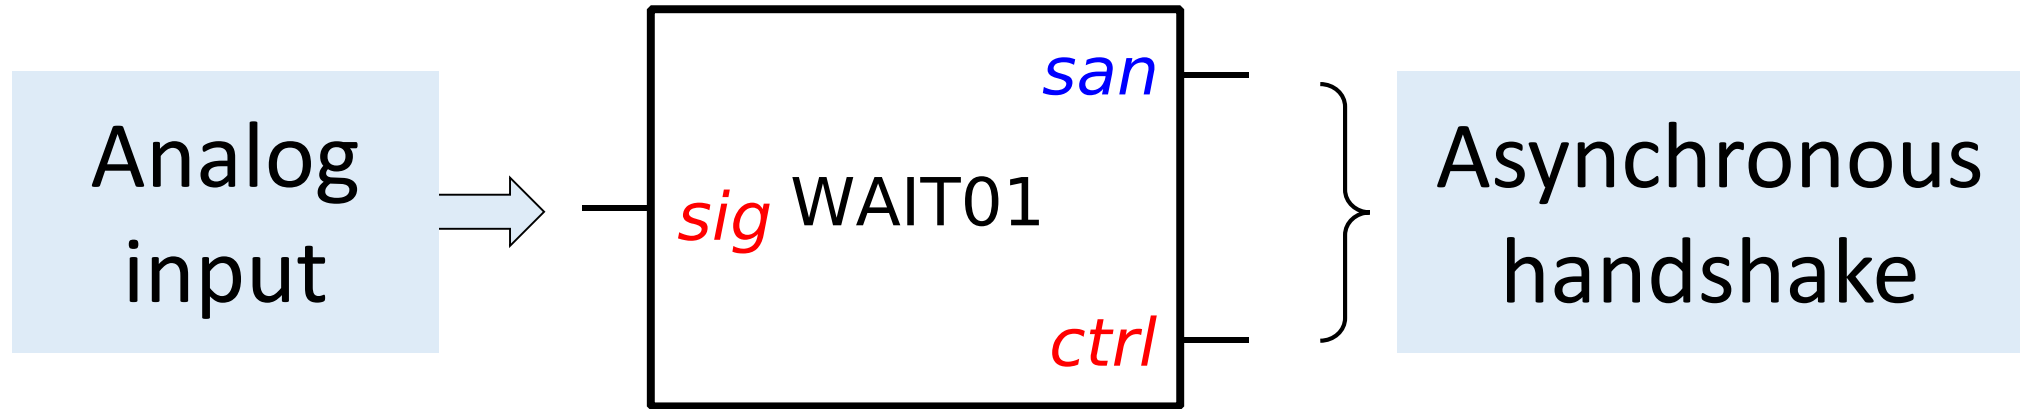 Analog
input
sig
WAIT01
san
ctrl
Asynchronous
handshake